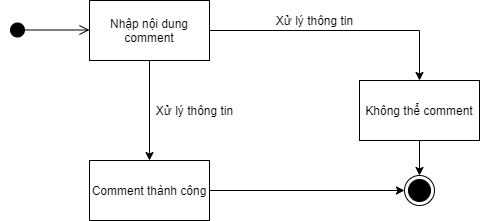 Nhập nội dung
comment
Xử lý thông tin
Xử lý thông tin
Không thể comment
Comment thành công